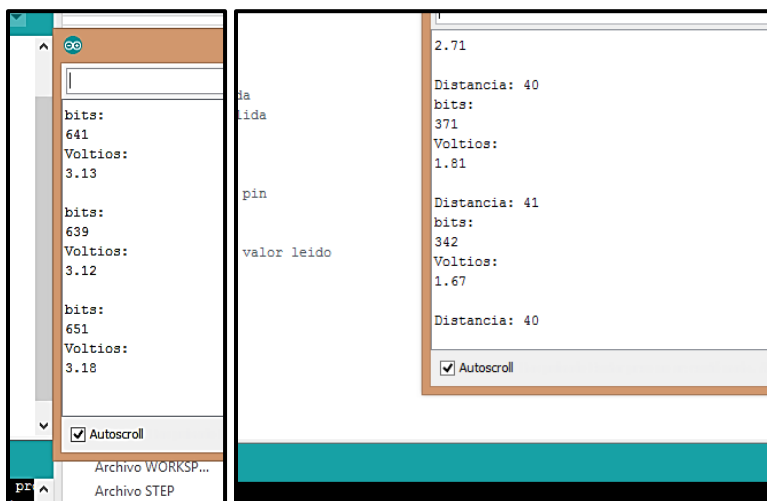 bits:
641
Voltios:
3.13
bits:
639
Voltios:
3.12
bits:
651
Voltios:
3.18
Autoscroll
Archivo WORKSP...
Archivo STEP
lida
pin
valor leido
2.71
Distancia: 40
bits:
371
Voltios:
1.81
Distancia: 41
bits:
342
Voltios:
1.67
Distancia: 40
Autoscroll